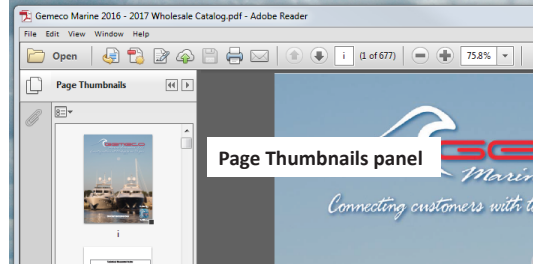 Gemeco Marine 2016 - 2017 Wholesale Catalog.pdf - Adobe Reader
File Edit View Window Help
Open i (1 of 677) 75.8%
Page Thumbnails
GEMECO
Page Thumbnails panel
Connecting customers with
i